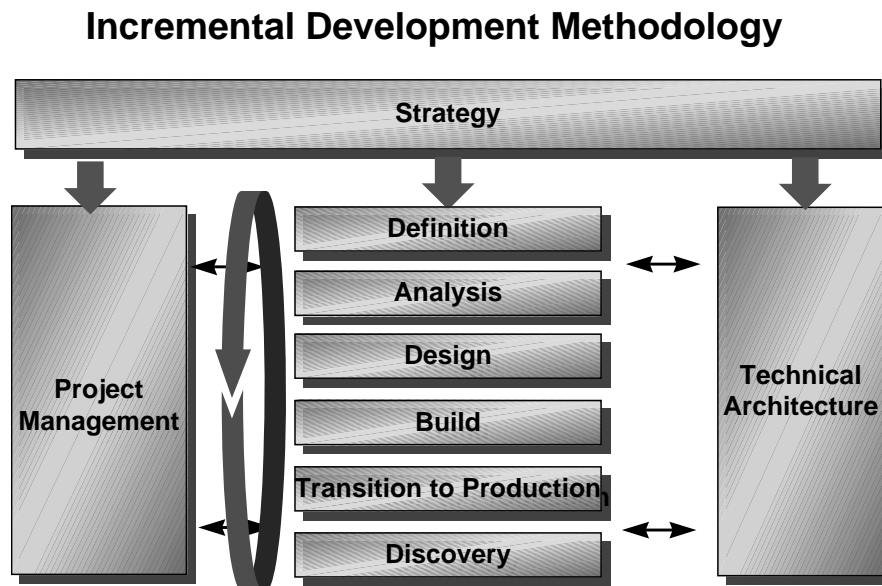 Incremental Development Methodology
Strategy
Definition
Analysis
Design
Build
Transition to Production
Discovery
Project
Management
Technical
Architecture